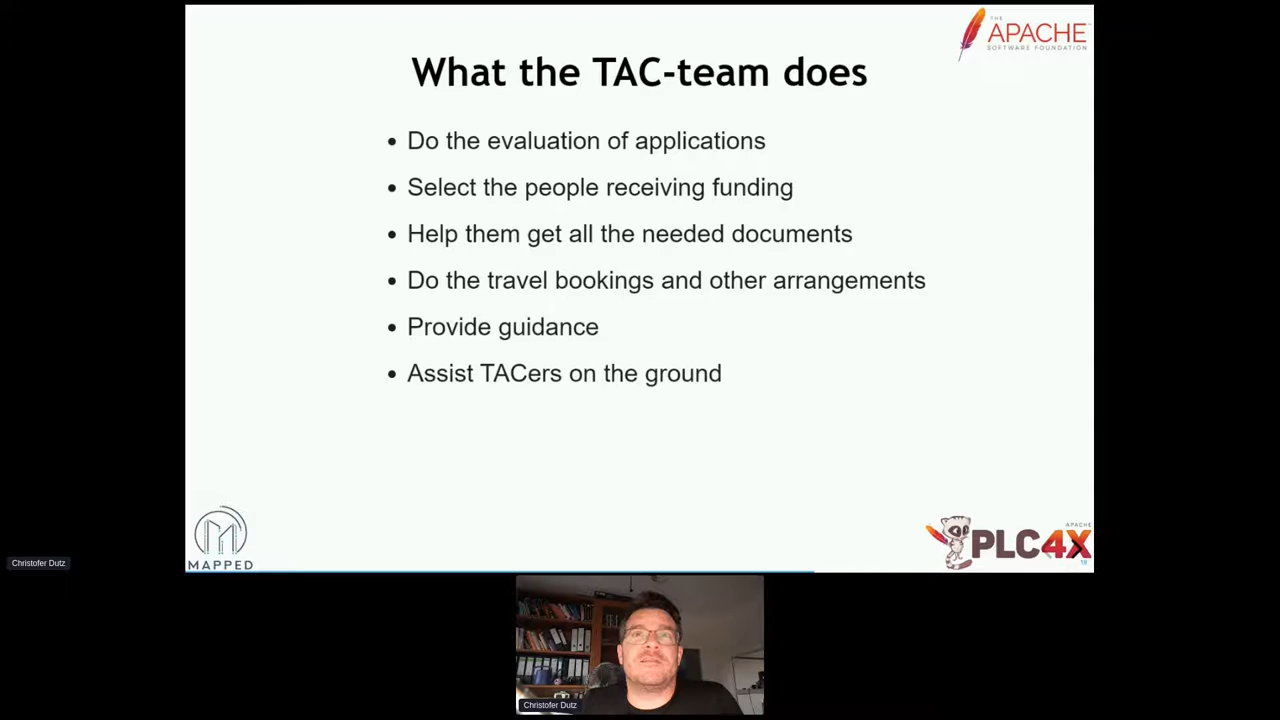 THE
APACHE
SOFTWARE FOUNDATION
What the TAC-team does
Do the evaluation of applications
Select the people receiving funding
Help them get all the needed documents
Do the travel bookings and other arrangements
Provide guidance
Assist TACers on the ground
MAPPED
APACHE
PLC4X
18
Christofer Dutz
Christofer Dutz